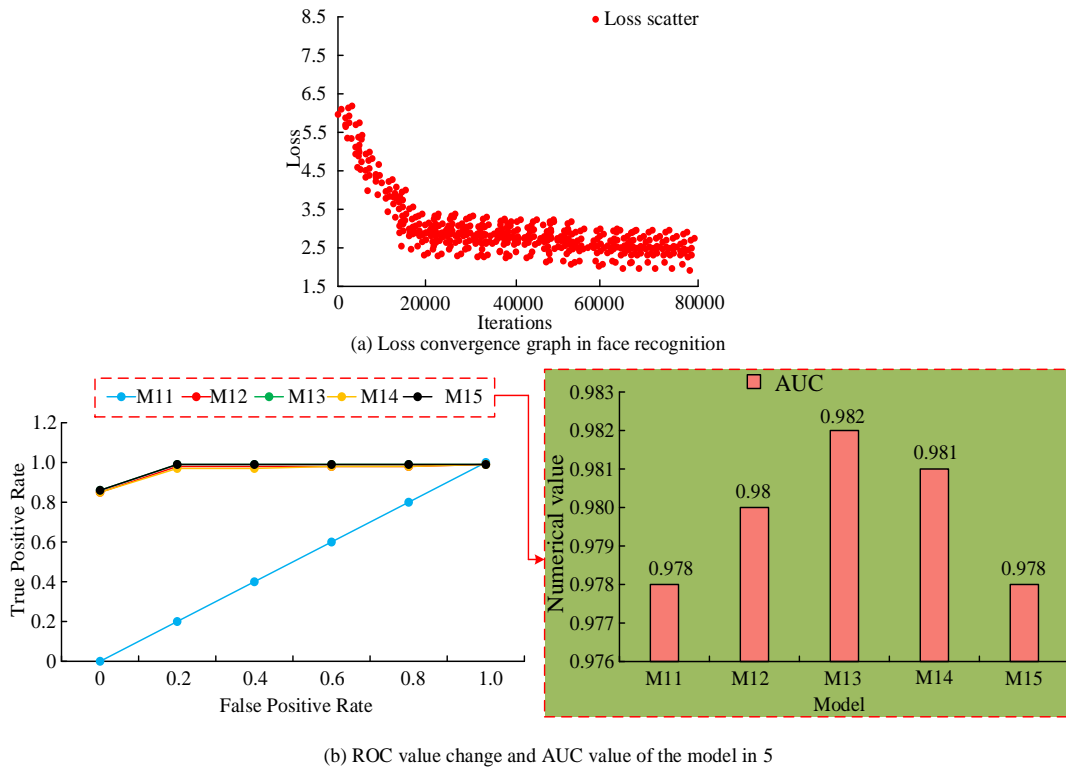 8.5
7.5
6.5
5.5
4.5
3.5
2.5
1.5
Loss
Loss scatter
0 20000 40000 60000 80000
Iterations
(a) Loss convergence graph in face recognition
M11 M12 M13 M14 M15
1.2
1.0
0.8
0.6
0.4
0.2
0
True Positive Rate
0 0.2 0.4 0.6 0.8 1.0
False Positive Rate
AUC
0.983
0.982
0.981
0.980
0.979
0.978
0.977
0.976
Numerical value
0.978
0.98
0.982
0.981
0.978
M11 M12 M13 M14 M15
Model
(b) ROC value change and AUC value of the model in 5